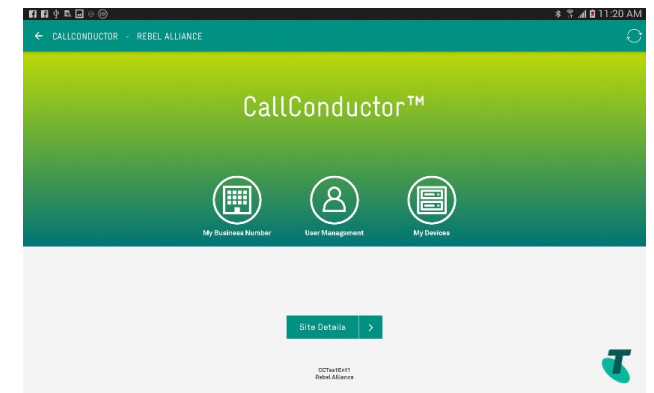 11:20 AM
CALLCONDUCTOR - REBEL ALLIANCE
CallConductor™
My Business Number
User Management
My Devices
Site Details
CCTestExt1
Rebel Alliance